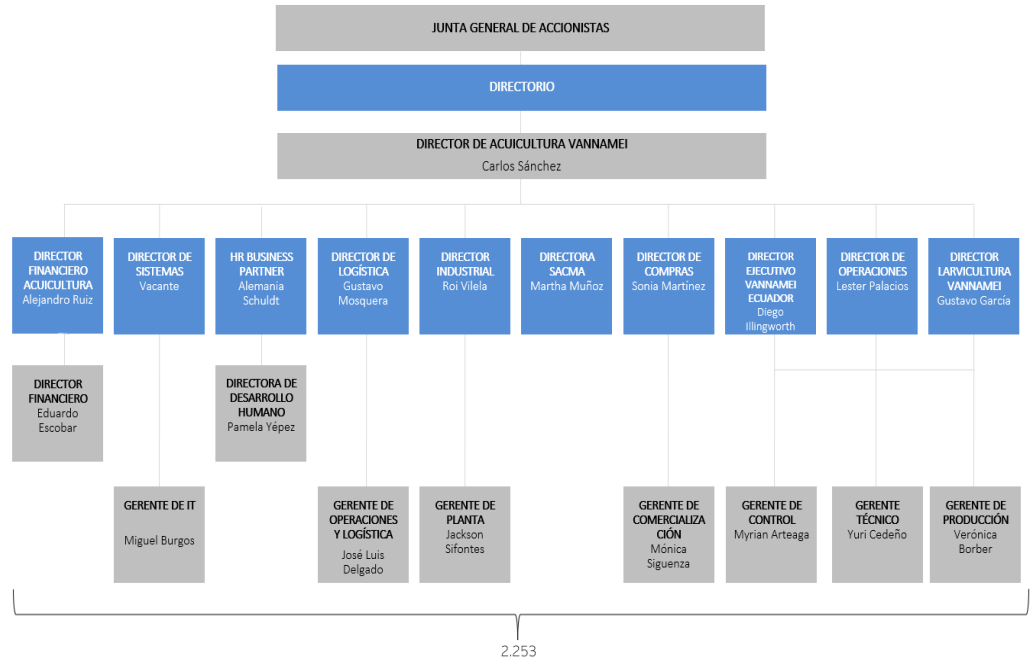 JUNTA GENERAL DE ACCIONISTAS
DIRECTORIO
DIRECTOR DE ACUICULTURA VANNAMEI
Carlos Sánchez
DIRECTOR
FINANCIERO
ACUICULTURA
Alejandro Ruiz
DIRECTOR DE
SISTEMAS
Vacante
HR BUSINESS
PARTNER
Alemania
Schuldt
DIRECTOR DE
LOGÍSTICA
Gustavo
Mosquera
DIRECTOR
INDUSTRIAL
Roi Vilela
DIRECTORA
SACMA
Martha Muñoz
DIRECTOR DE
COMPRAS
Sonia Martínez
DIRECTOR
EJECUTIVO
VANNAMEI
ECUADOR
Diego
Illingworth
DIRECTOR DE
OPERACIONES
Lester Palacios
DIRECTOR
LARVICULTURA
VANNAMEI
Gustavo García
DIRECTOR
FINANCIERO
Eduardo
Escobar
DIRECTORA DE
DESARROLLO
HUMANO
Pamela Yépez
GERENTE DE IT
Miguel Burgos
GERENTE DE
OPERACIONES
Y LOGÍSTICA
José Luis
Delgado
GERENTE DE
PLANTA
Jackson
Sifontes
GERENTE DE
COMERCIALIZA
CIÓN
Mónica
Siguenza
GERENTE DE
CONTROL
Myrian Arteaga
GERENTE
TÉCNICO
Yuri Cedeño
GERENTE DE
PRODUCCIÓN
Verónica
Borber
2.253